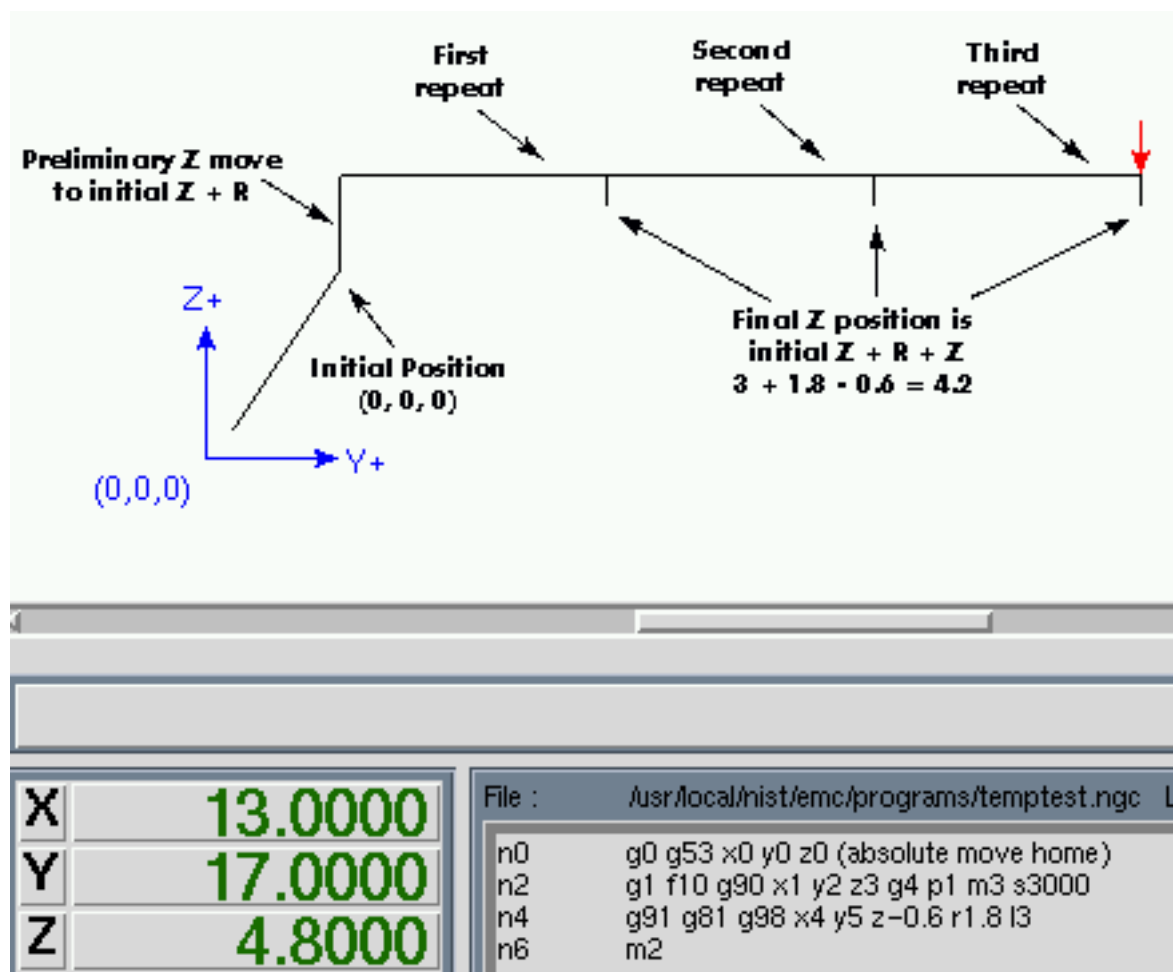 First
repeat
Second
repeat
Third
repeat
Preliminary Z move
to initial Z + R
Z+
Initial Position
(0, 0, 0)
Final Z position is
initial Z + R + Z
3 + 1.8 - 0.6 = 4.2
Y+
(0,0,0)
X 13.0000
Y 17.0000
Z 4.8000
File : /usr/local/nist/emc/programs/temptest.ngc L
n0 g0 g53 x0 y0 z0 (absolute move home)
n2 g1 f10 g90 x1 y2 z3 g4 p1 m3 s3000
n4 g91 g81 g98 x4 y5 z-0.6 r1.8 l3
n6 m2